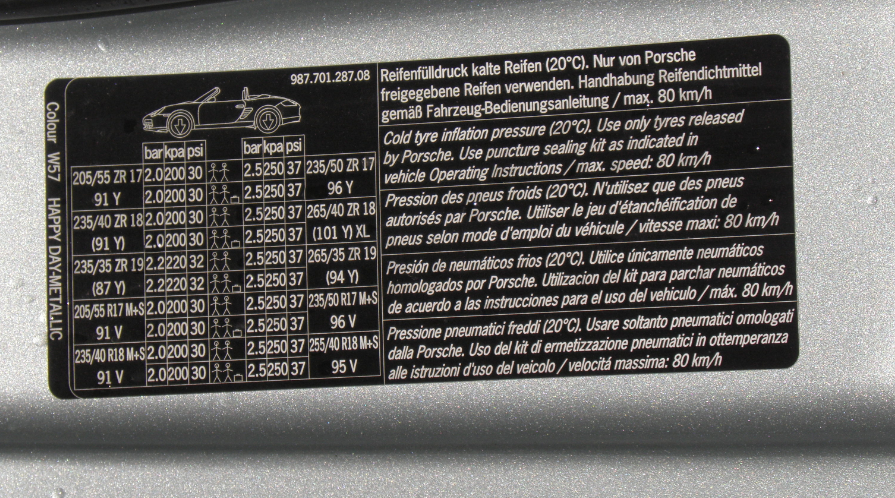 987.701.287.08
Colour W57 HAPPY DAY-METALLIC
bar kpa psi bar kpa psi
205/55 ZR 17 2.0 200 30 2.5 250 37 235/50 ZR 17
91 Y 2.0 200 30 2.5 250 37 96 Y
235/40 ZR 18 2.0 200 30 2.5 250 37 265/40 ZR 18
(91 Y) 2.0 200 30 2.5 250 37 (101 Y) XL
235/35 ZR 19 2.2 220 32 2.5 250 37 265/35 ZR 19
(87 Y) 2.2 220 32 2.5 250 37 (94 Y)
205/55 R17 M+S 2.0 200 30 2.5 250 37 235/50 R17 M+S
91 V 2.0 200 30 2.5 250 37 96 V
235/40 R18 M+S 2.0 200 30 2.5 250 37 255/40 R18 M+S
91 V 2.0 200 30 2.5 250 37 95 V
Reifenfülldruck kalte Reifen (20°C). Nur von Porsche
freigegebene Reifen verwenden. Handhabung Reifendichtmittel
gemäß Fahrzeug-Bedienungsanleitung / max. 80 km/h
Cold tyre inflation pressure (20°C). Use only tyres released
by Porsche. Use puncture sealing kit as indicated in
vehicle Operating Instructions / max. speed: 80 km/h
Pression des pneus froids (20°C). N'utilisez que des pneus
autorisés par Porsche. Utiliser le jeu d'étanchéification de
pneus selon mode d'emploi du véhicule / vitesse maxi: 80 km/h
Presión de neumáticos frios (20°C). Utilice únicamente neumáticos
homologados por Porsche. Utilizacion del kit para parchar neumáticos
de acuerdo a las instrucciones para el uso del vehiculo / máx. 80 km/h
Pressione pneumatici freddi (20°C). Usare soltanto pneumatici omologati
dalla Porsche. Uso del kit di ermetizzazione pneumatici in ottemperanza
alle istruzioni d'uso del veicolo / velocitá massima: 80 km/h